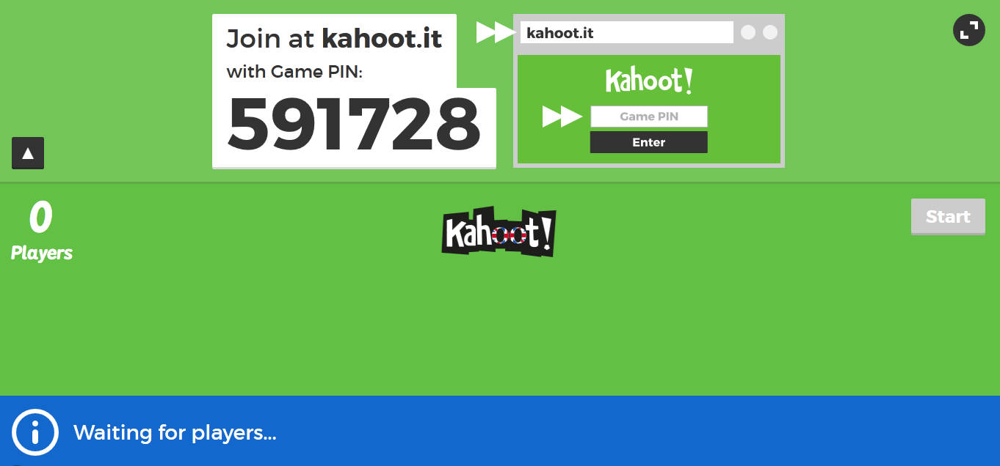 Join at kahoot.it
with Game PIN:
591728
kahoot.it
Kahoot!
Game PIN
Enter
0
Players
Kahoot!
Start
Waiting for players...